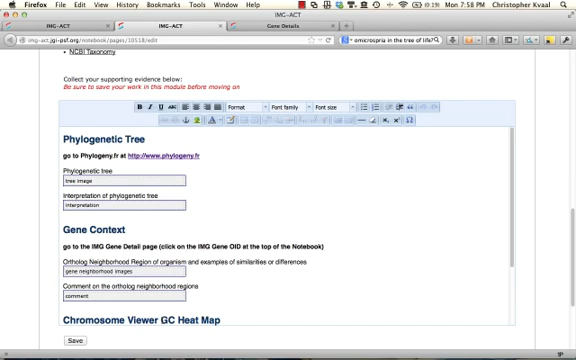 Firefox File Edit View History Bookmarks Tools Window Help (0:19) Mon 7:58 PM Christopher Kvaal
IMG-ACT
IMG-ACT IMG-ACT Gene Details
img-act.jgi-psf.org/notebook/pages/10518/edit omicrospria in the tree of life?
• NCBI Taxonomy
Collect your supporting evidence below:
Be sure to save your work in this module before moving on
B I U ABC Format Font family Font size
Phylogenetic Tree
go to Phylogeny.fr at http://www.phylogeny.fr
Phylogenetic tree
tree image
Interpretation of phylogenetic tree
interpretation
Gene Context
go to the IMG Gene Detail page (click on the IMG Gene OID at the top of the Notebook)
Ortholog Neighborhood Region of organism and examples of similarities or differences
gene neighborhood images
Comment on the ortholog neighborhood regions
comment
Chromosome Viewer GC Heat Map
Save